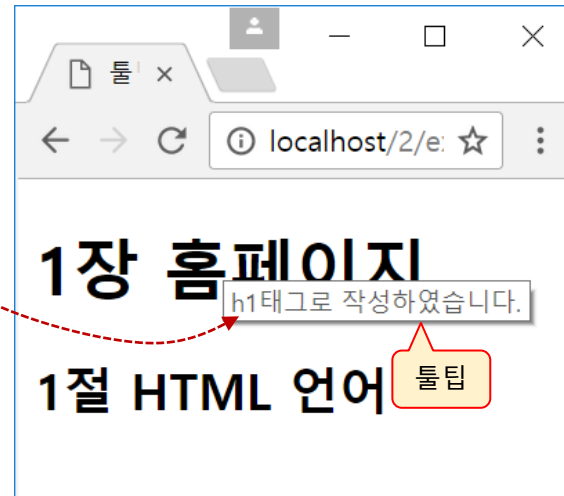 툴
localhost/2/e
1장 홈페이지
h1태그로 작성하였습니다.
1절 HTML 언어
툴팁